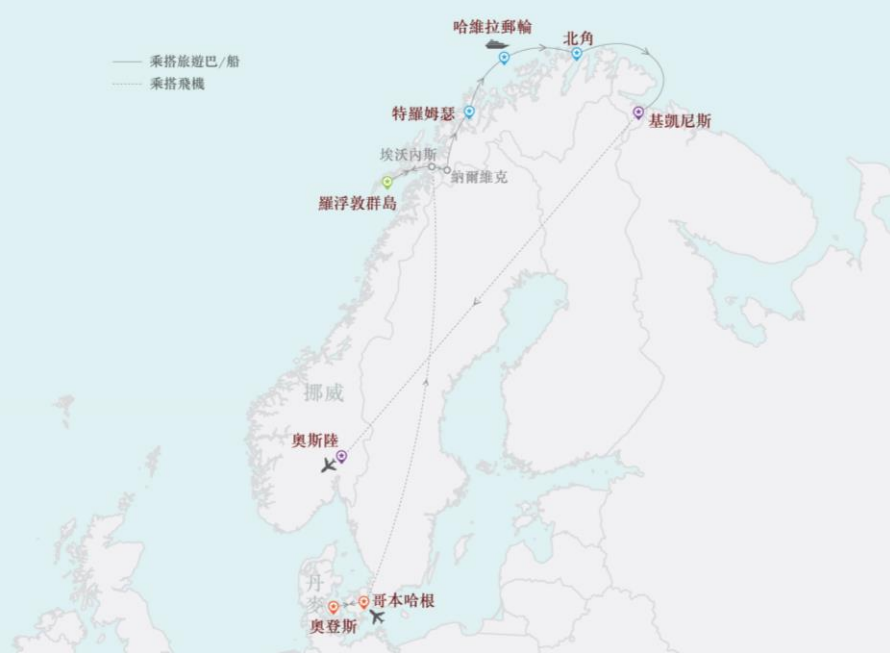 哈維拉郵輪
北角
乘搭旅遊巴/船
乘搭飛機
特羅姆瑟
基凱尼斯
埃沃內斯
納爾維克
羅浮敦群島
挪威
奧斯陸
丹
麥
哥本哈根
奧登斯